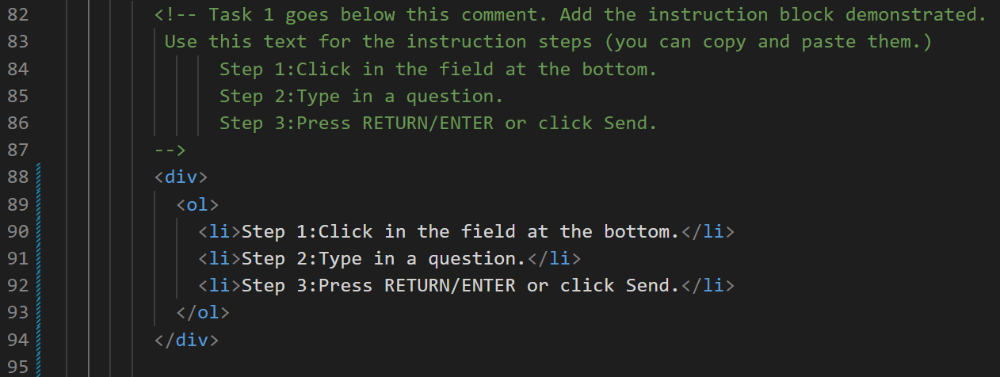 82 <!-- Task 1 goes below this comment. Add the instruction block demonstrated.
83 Use this text for the instruction steps (you can copy and paste them.)
84 Step 1:Click in the field at the bottom.
85 Step 2:Type in a question.
86 Step 3:Press RETURN/ENTER or click Send.
87 -->
88 <div>
89 <ol>
90 <li>Step 1:Click in the field at the bottom.</li>
91 <li>Step 2:Type in a question.</li>
92 <li>Step 3:Press RETURN/ENTER or click Send.</li>
93 </ol>
94 </div>
95